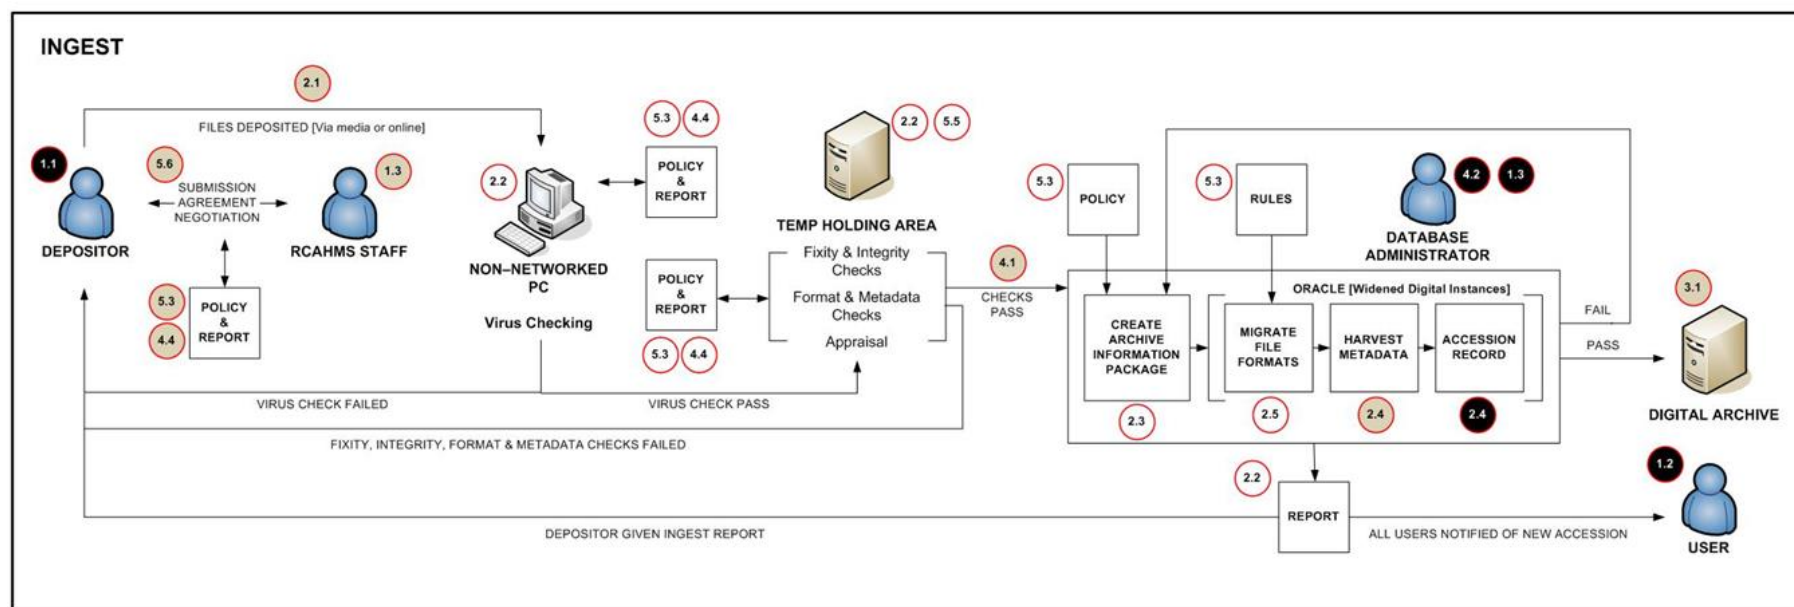 INGEST
2.1
FILES DEPOSITED [Via media or online]
1.1
5.6
1.3
SUBMISSION
AGREEMENT
NEGOTIATION
DEPOSITOR
RCAHMS STAFF
5.3
4.4
POLICY
&
REPORT
2.2
NON–NETWORKED
PC
Virus Checking
5.3
4.4
POLICY
&
REPORT
2.2
5.5
TEMP HOLDING AREA
Fixity & Integrity
Checks
Format & Metadata
Checks
Appraisal
POLICY
&
REPORT
5.3
4.4
VIRUS CHECK FAILED
VIRUS CHECK PASS
FIXITY, INTEGRITY, FORMAT & METADATA CHECKS FAILED
4.1
CHECKS
PASS
5.3
POLICY
5.3
RULES
4.2
1.3
DATABASE
ADMINISTRATOR
ORACLE [Widened Digital Instances]
CREATE
ARCHIVE
INFORMATION
PACKAGE
MIGRATE
FILE
FORMATS
HARVEST
METADATA
ACCESSION
RECORD
2.3
2.5
2.4
2.4
FAIL
PASS
3.1
DIGITAL ARCHIVE
2.2
REPORT
DEPOSITOR GIVEN INGEST REPORT
ALL USERS NOTIFIED OF NEW ACCESSION
1.2
USER